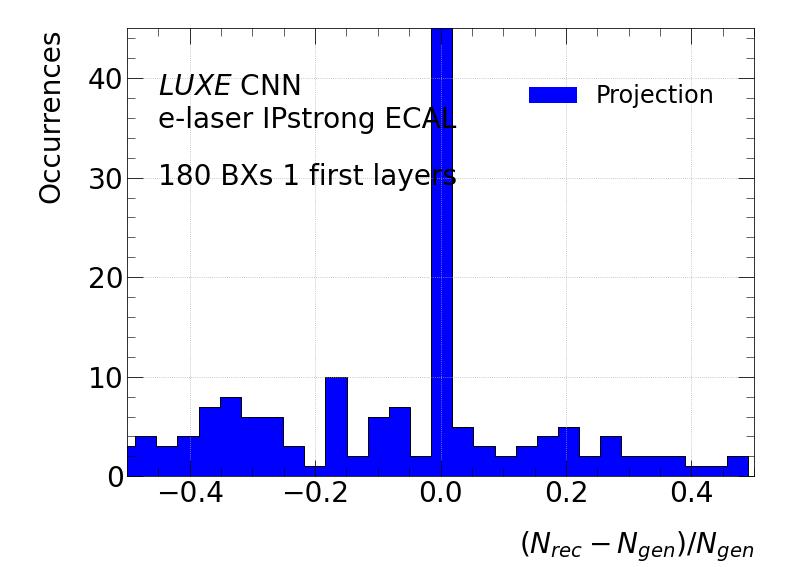 Occurrences
40
30
20
10
0
LUXE CNN
e-laser IPstrong ECAL
180 BXs 1 first layers
Projection
−0.4 −0.2 0.0 0.2 0.4
(N_rec − N_gen)/N_gen